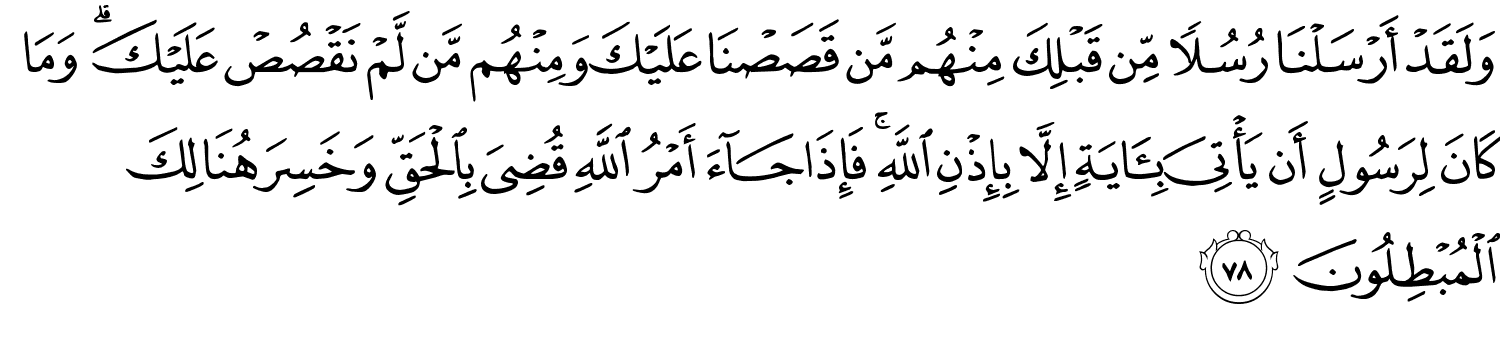 وَلَقَدۡ أَرۡسَلۡنَا رُسُلًا مِّن قَبۡلِكَ مِنۡهُم مَّن قَصَصۡنَا عَلَيۡكَ وَمِنۡهُم مَّن لَّمۡ نَقۡصُصۡ عَلَيۡكَۗ وَمَا
كَانَ لِرَسُولٍ أَن يَأۡتِيَ بِـَٔايَةٍ إِلَّا بِإِذۡنِ ٱللَّهِۚ فَإِذَا جَآءَ أَمۡرُ ٱللَّهِ قُضِيَ بِٱلۡحَقِّ وَخَسِرَ هُنَالِكَ
ٱلۡمُبۡطِلُونَ ٧٨